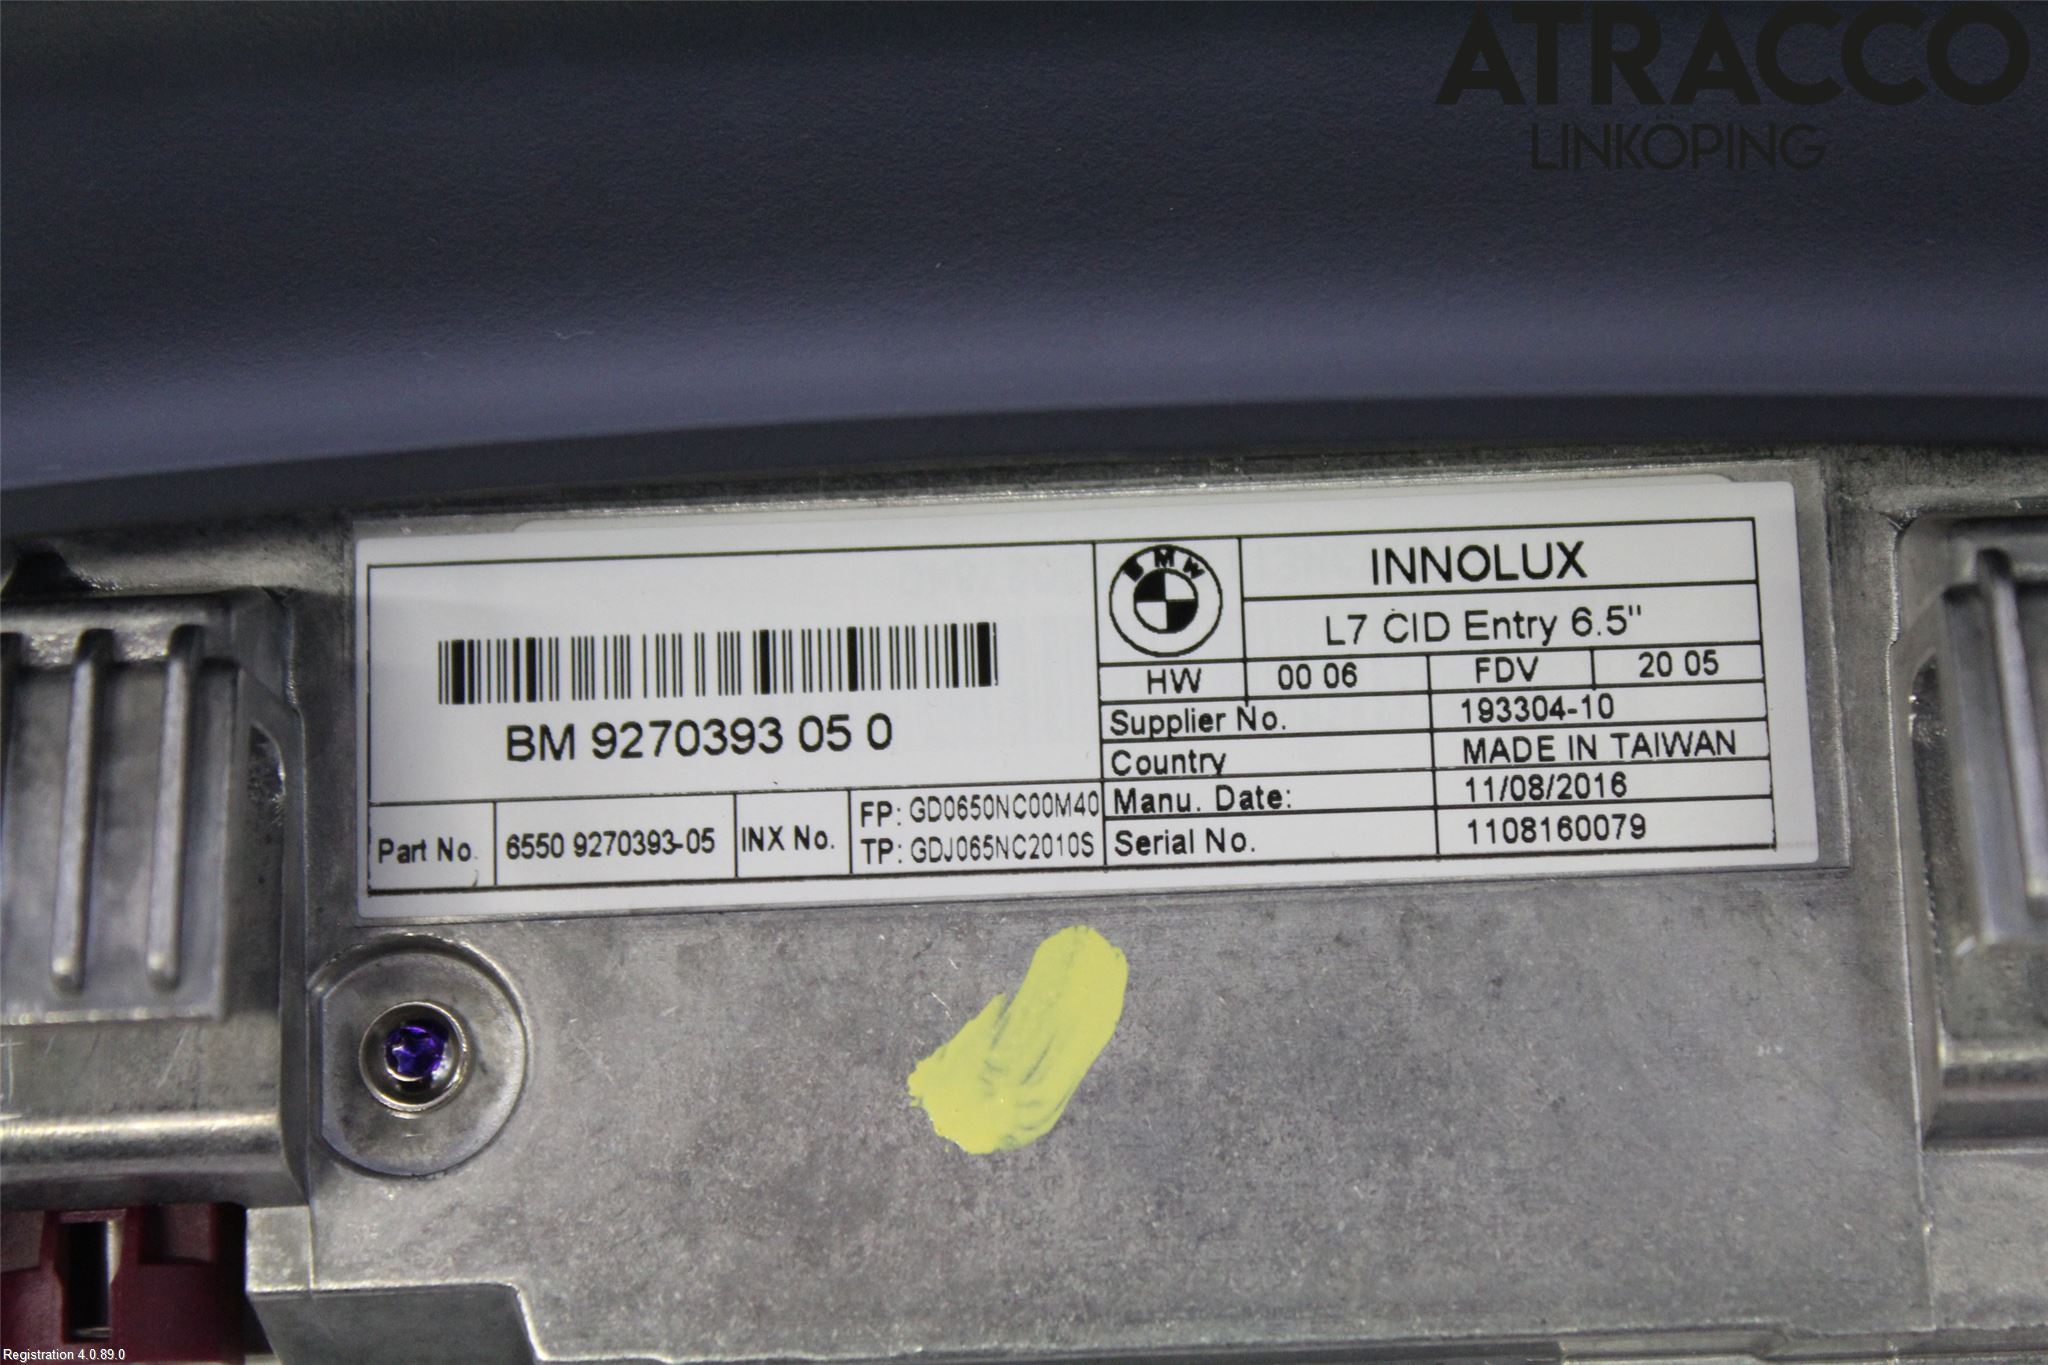 ATRACCO
LINKÖPING
BM 9270393 05 0
Part No.
6550 9270393-05
INX No.
FP: GD0650NC00M40
TP: GDJ065NC2010S
BMW
INNOLUX
L7 CID Entry 6.5"
HW 00 06 FDV 20 05
Supplier No. 193304-10
Country MADE IN TAIWAN
Manu. Date: 11/08/2016
Serial No. 1108160079
Registration 4.0.89.0